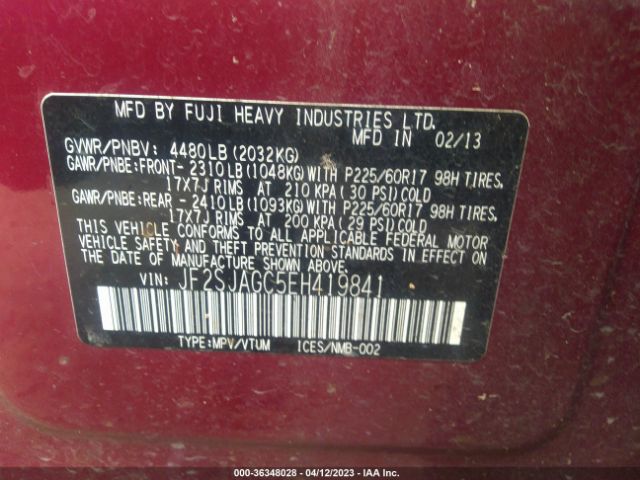 MFD BY FUJI HEAVY INDUSTRIES LTD.
MFD IN 02/13
GVWR/PNBV: 4480LB(2032KG)
GAWR/PNBE:FRONT- 2310LB(1048KG)WITH P225/60R17 98H TIRES,
17X7J RIMS AT 210 KPA( 30 PSI)COLD
GAWR/PNBE:REAR - 2410LB(1093KG)WITH P225/60R17 98H TIRES,
17X7J RIMS AT 200 KPA( 29 PSI)COLD
THIS VEHICLE CONFORMS TO ALL APPLICABLE FEDERAL MOTOR
VEHICLE SAFETY AND THEFT PREVENTION STANDARDS IN EFFECT ON
THE DATE OF MANUFACTURE SHOWN ABOVE.
VIN: JF2SJAGC5EH419841
TYPE:MPV/VTUM ICES/NMB-002
000-36348028 - 04/12/2023 - IAA Inc.